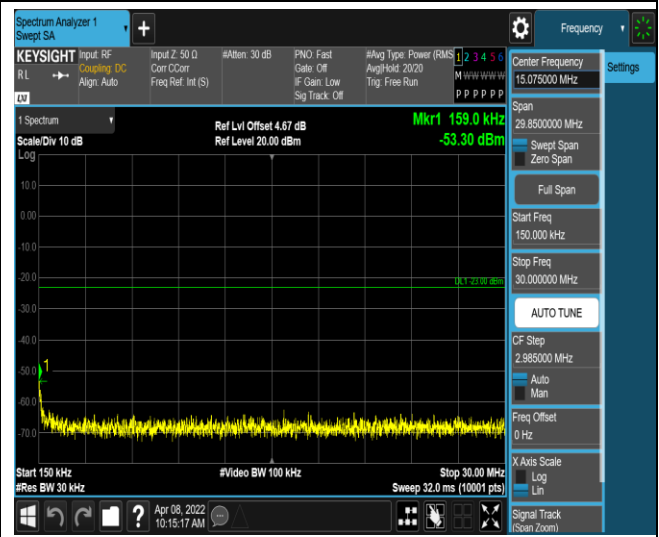 Spectrum Analyzer 1
Swept SA
+
Frequency
KEYSIGHT
RL
LXI
Input: RF
Coupling: DC
Align: Auto
Input Z: 50 Ω
Corr CCorr
Freq Ref: Int (S)
#Atten: 30 dB
PNO: Fast
Gate: Off
IF Gain: Low
Sig Track: Off
#Avg Type: Power (RMS
Avg|Hold: 20/20
Trig: Free Run
1 2 3 4 5 6
M W W W W W
P P P P P P
1 Spectrum
Scale/Div 10 dB
Log
Ref Lvl Offset 4.67 dB
Ref Level 20.00 dBm
Mkr1 159.0 kHz
-53.30 dBm
10.0
0.00
-10.0
-20.0
-30.0
-40.0
-50.0
-60.0
-70.0
DL1 -23.00 dBm
1
Start 150 kHz
#Res BW 30 kHz
#Video BW 100 kHz
Stop 30.00 MHz
Sweep 32.0 ms (10001 pts)
Center Frequency
15.075000 MHz
Settings
Span
29.8500000 MHz
Swept Span
Zero Span
Full Span
Start Freq
150.000 kHz
Stop Freq
30.000000 MHz
AUTO TUNE
CF Step
2.985000 MHz
Auto
Man
Freq Offset
0 Hz
X Axis Scale
Log
Lin
Signal Track
(Span Zoom)
?
Apr 08, 2022
10:15:17 AM